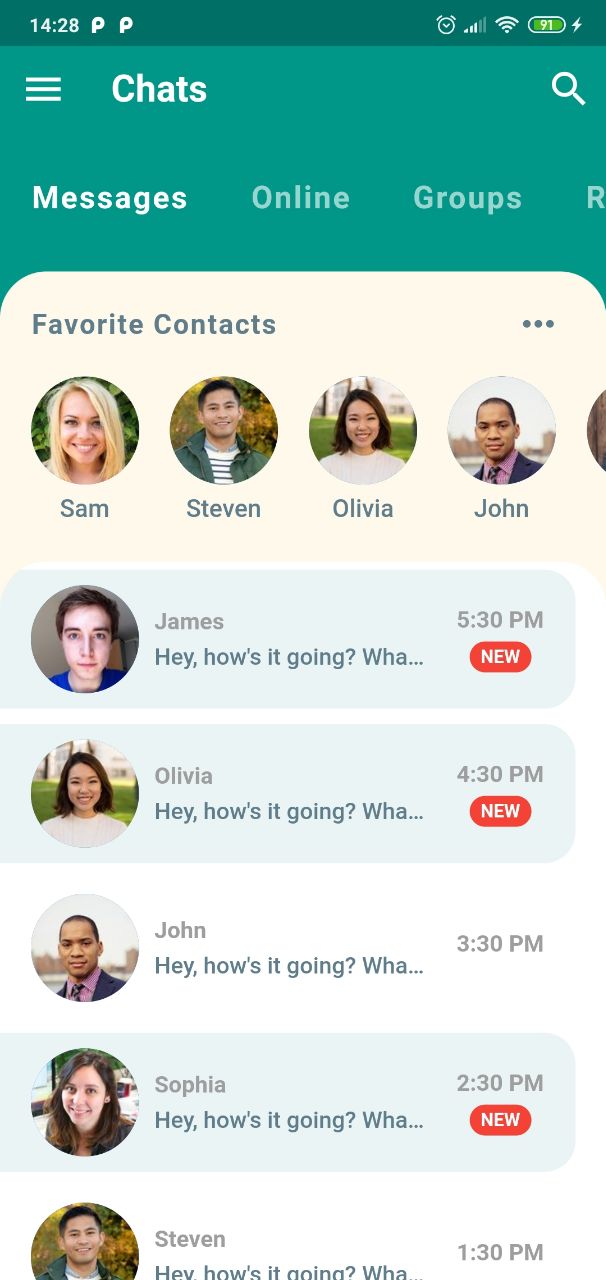 14:28 91
Chats
Messages Online Groups R
Favorite Contacts
Sam Steven Olivia John
James 5:30 PM
Hey, how's it going? Wha... NEW
Olivia 4:30 PM
Hey, how's it going? Wha... NEW
John 3:30 PM
Hey, how's it going? Wha...
Sophia 2:30 PM
Hey, how's it going? Wha... NEW
Steven 1:30 PM
Hey, how's it going? Wha...